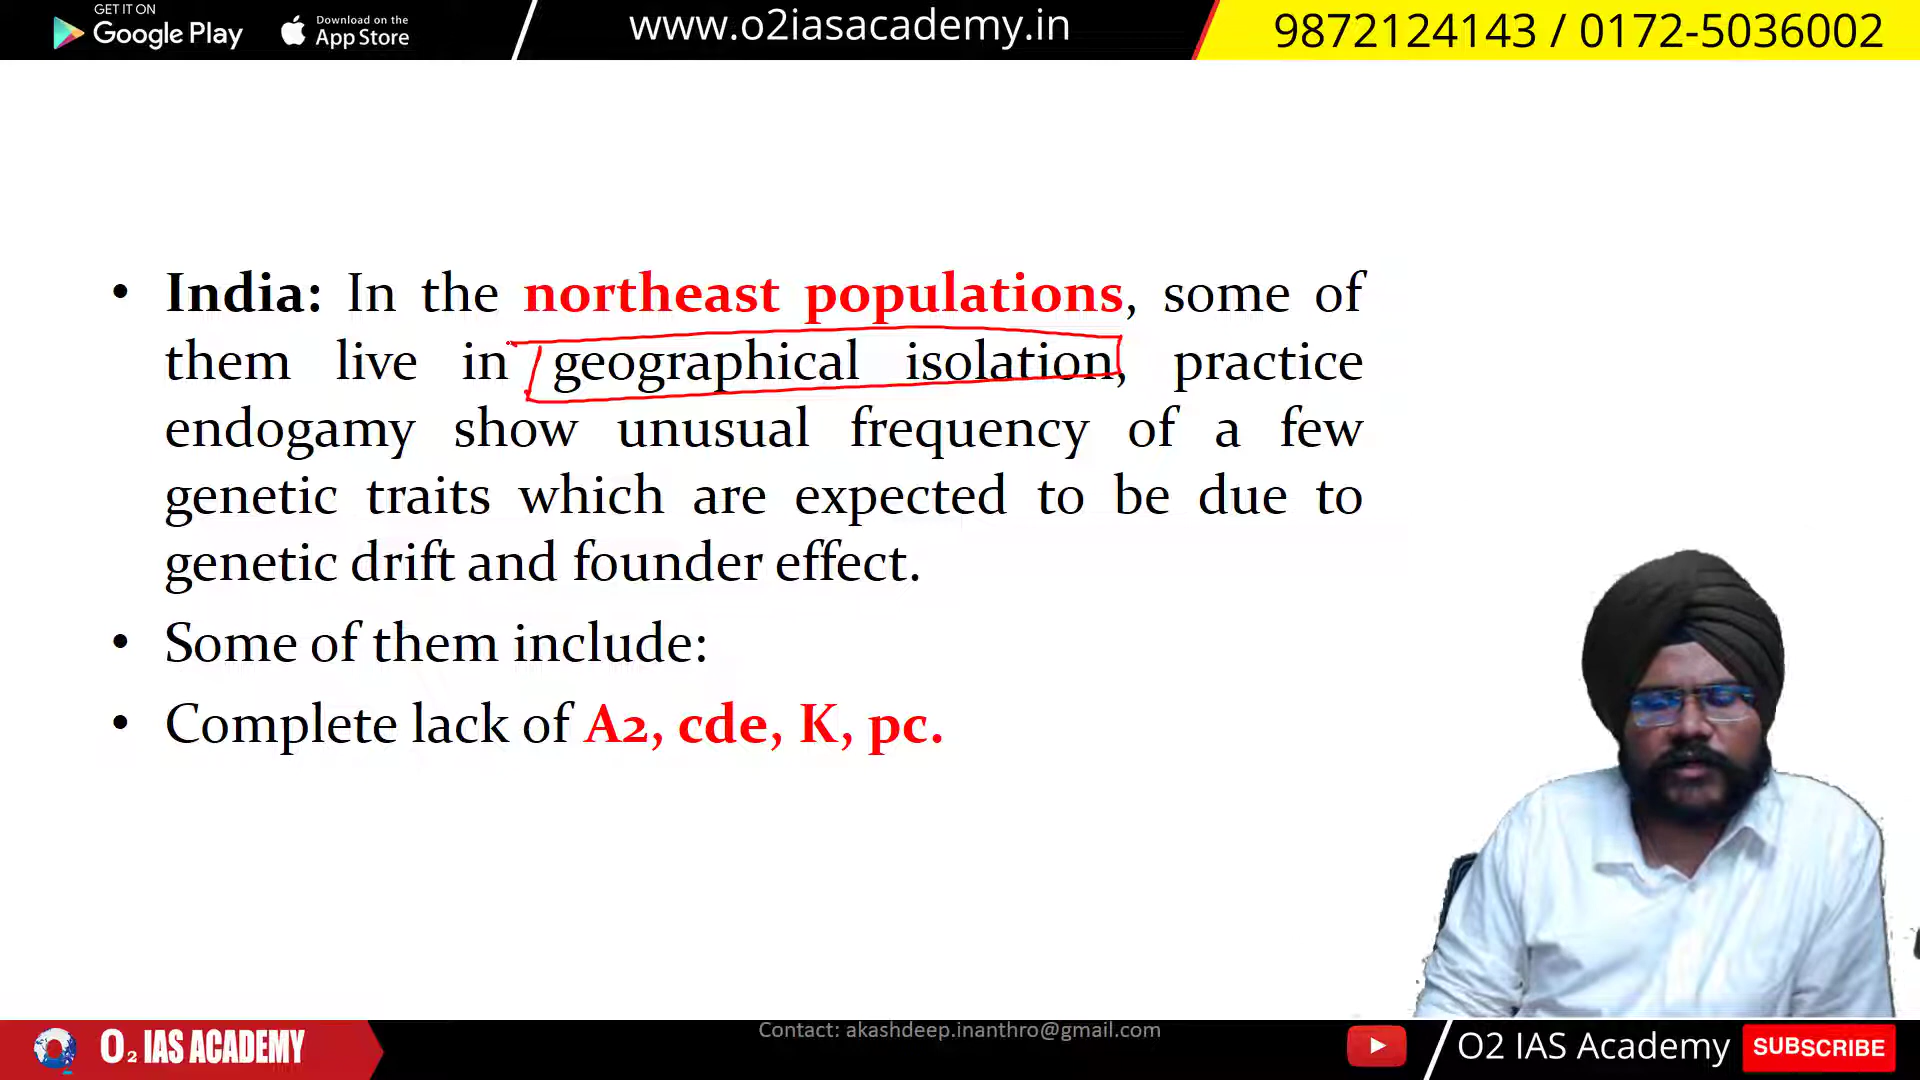 GET IT ON
Google Play
Download on the
App Store
www.o2iasacademy.in
9872124143 / 0172-5036002
• India: In the northeast populations, some of
them live in geographical isolation, practice
endogamy show unusual frequency of a few
genetic traits which are expected to be due to
genetic drift and founder effect.
• Some of them include:
• Complete lack of A2, cde, K, pc.
O2 IAS ACADEMY
Contact: akashdeep.inanthro@gmail.com
O2 IAS Academy
SUBSCRIBE